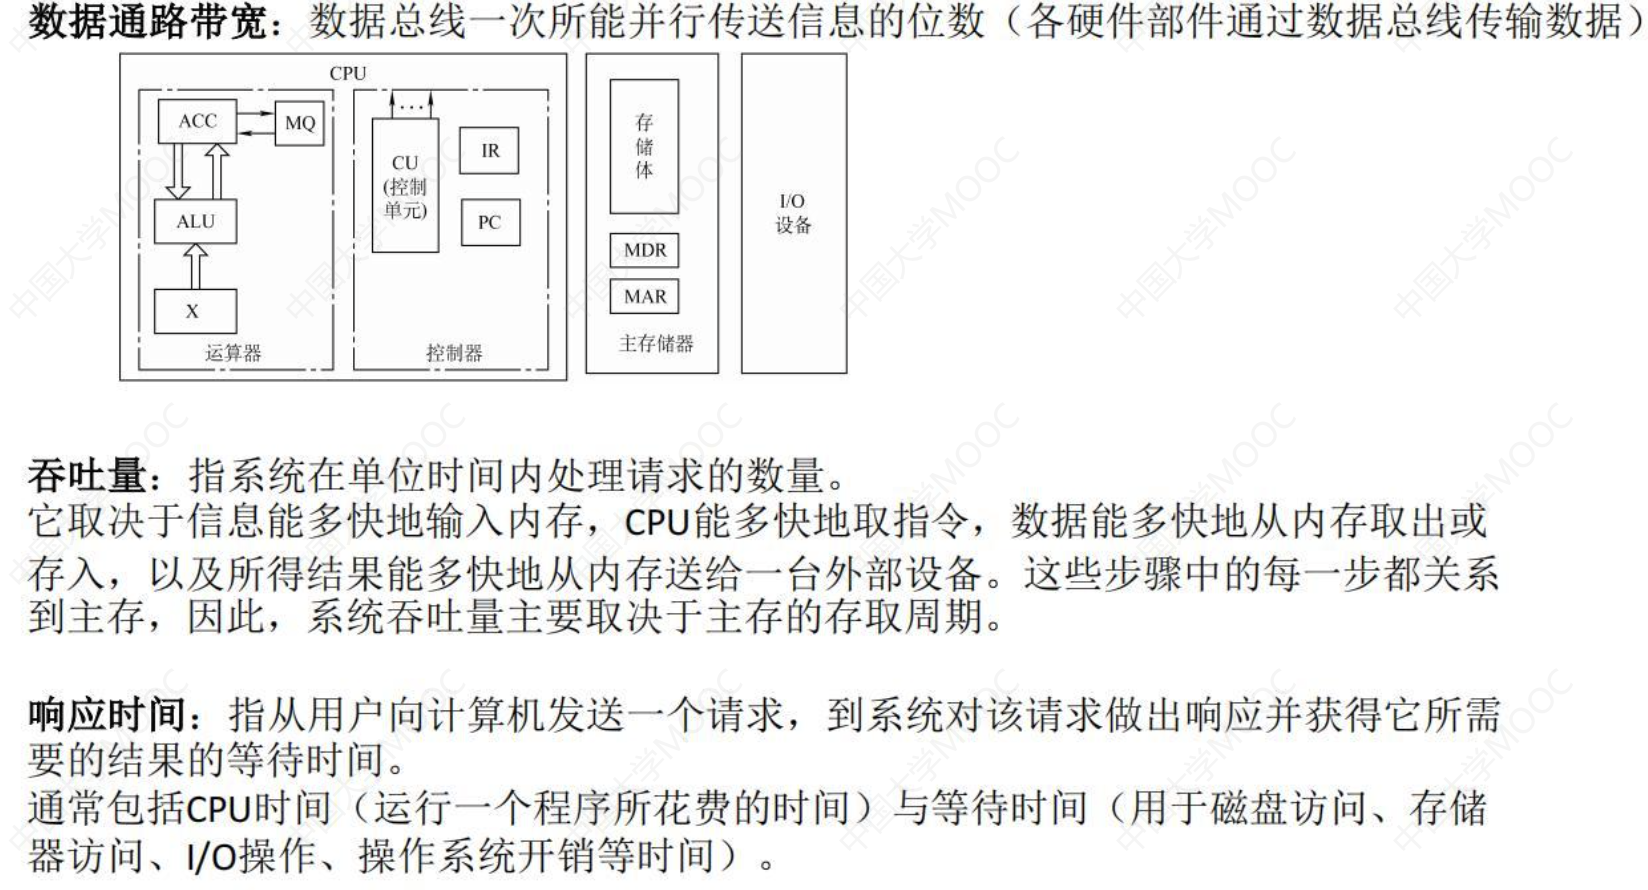 数据通路带宽：数据总线一次所能并行传送信息的位数（各硬件部件通过数据总线传输数据）
CPU
ACC
MQ
ALU
X
运算器
CU
(控制
单元)
IR
PC
控制器
存
储
体
MDR
MAR
主存储器
I/O
设备
吞吐量：指系统在单位时间内处理请求的数量。
它取决于信息能多快地输入内存，CPU能多快地取指令，数据能多快地从内存取出或
存入，以及所得结果能多快地从内存送给一台外部设备。这些步骤中的每一步都关系
到主存，因此，系统吞吐量主要取决于主存的存取周期。
响应时间：指从用户向计算机发送一个请求，到系统对该请求做出响应并获得它所需
要的结果的等待时间。
通常包括CPU时间（运行一个程序所花费的时间）与等待时间（用于磁盘访问、存储
器访问、I/O操作、操作系统开销等时间）。
中国大学MOOC